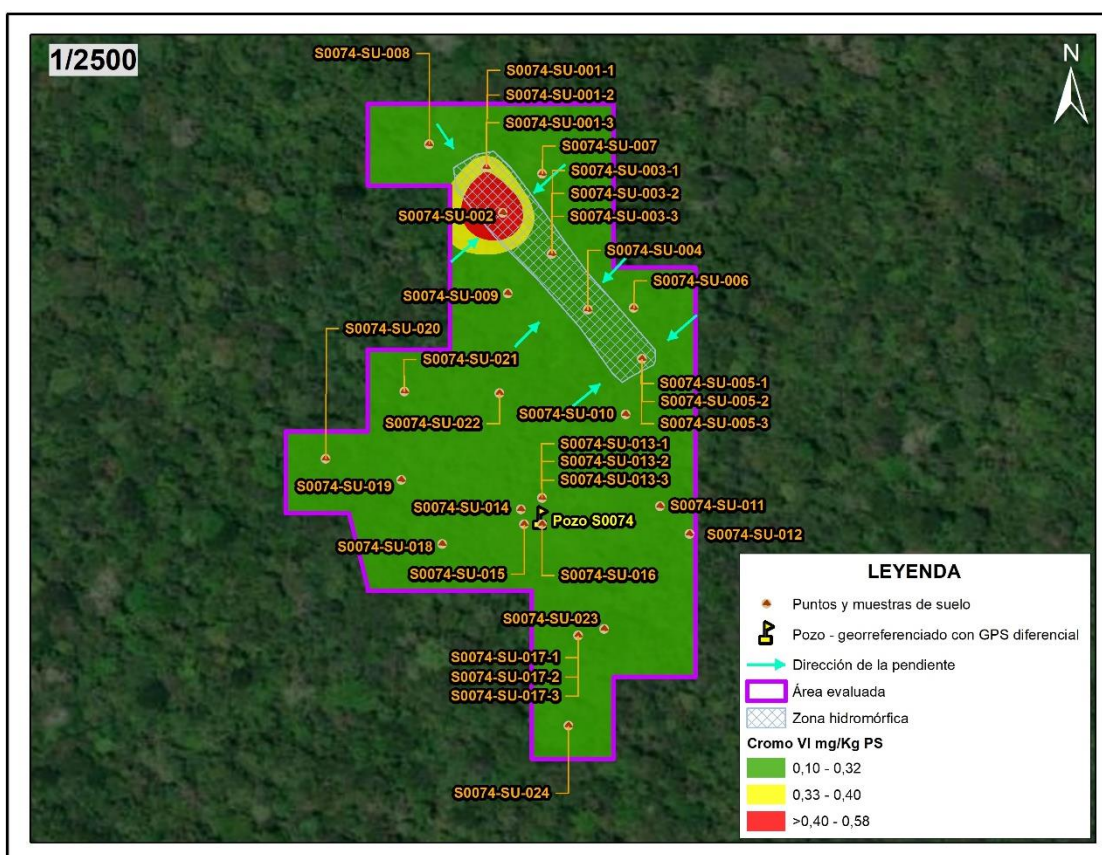 1/2500
N
S0074-SU-008
S0074-SU-001-1
S0074-SU-001-2
S0074-SU-001-3
S0074-SU-007
S0074-SU-003-1
S0074-SU-003-2
S0074-SU-003-3
S0074-SU-002
S0074-SU-004
S0074-SU-006
S0074-SU-009
S0074-SU-020
S0074-SU-021
S0074-SU-005-1
S0074-SU-005-2
S0074-SU-005-3
S0074-SU-010
S0074-SU-022
S0074-SU-013-1
S0074-SU-013-2
S0074-SU-013-3
S0074-SU-019
S0074-SU-014
S0074-SU-011
Pozo S0074
S0074-SU-012
S0074-SU-018
S0074-SU-015
S0074-SU-016
S0074-SU-023
S0074-SU-017-1
S0074-SU-017-2
S0074-SU-017-3
S0074-SU-024
LEYENDA
Puntos y muestras de suelo
Pozo - georreferenciado con GPS diferencial
Dirección de la pendiente
Área evaluada
Zona hidromórfica
Cromo VI mg/Kg PS
0,10 - 0,32
0,33 - 0,40
>0,40 - 0,58